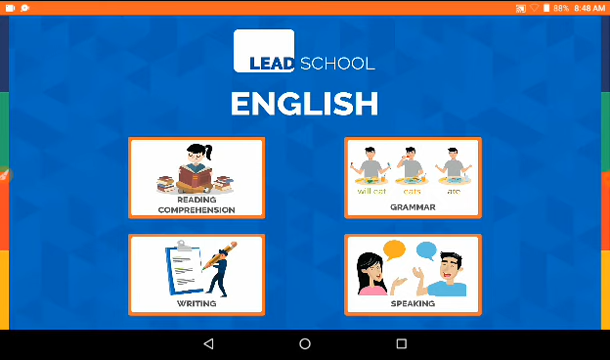 88% 8:48 AM
LEAD SCHOOL
ENGLISH
READING
COMPREHENSION
will eat eats ate
GRAMMAR
WRITING
SPEAKING